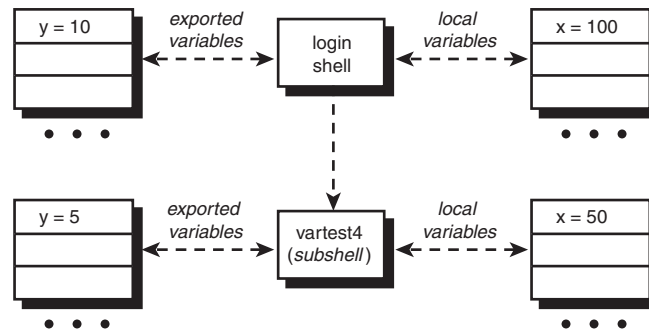 y = 10
exported
variables
login
shell
local
variables
x = 100
y = 5
exported
variables
vartest4
(subshell)
local
variables
x = 50